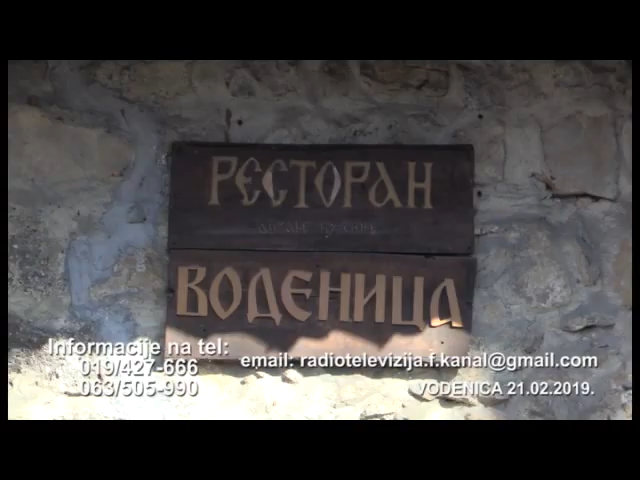 РЕСТОРАН
ВОДЕНИЦА
Informacije na tel:
019/427-666
063/505-990
email: radiotelevizija.f.kanal@gmail.com
VODENICA 21.02.2019.